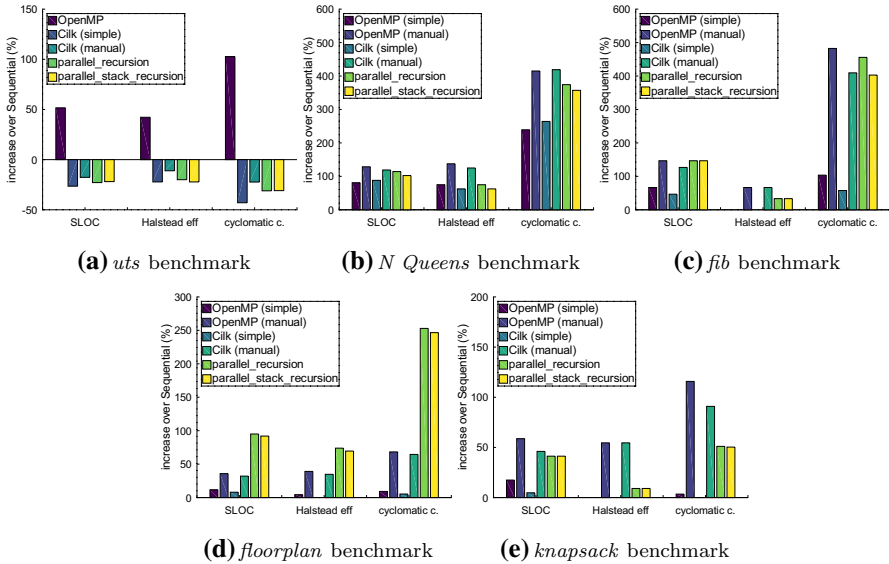 increase over Sequential (%)
150
100
50
0
-50
OpenMP
Cilk (simple)
Cilk (manual)
parallel_recursion
parallel_stack_recursion
SLOC
Halstead eff
cyclomatic c.
(a) uts benchmark
increase over Sequential (%)
600
500
400
300
200
100
0
OpenMP (simple)
OpenMP (manual)
Cilk (simple)
Cilk (manual)
parallel_recursion
parallel_stack_recursion
SLOC
Halstead eff
cyclomatic c.
(b) N Queens benchmark
increase over Sequential (%)
600
500
400
300
200
100
0
OpenMP (simple)
OpenMP (manual)
Cilk (simple)
Cilk (manual)
parallel_recursion
parallel_stack_recursion
SLOC
Halstead eff
cyclomatic c.
(c) fib benchmark
increase over Sequential (%)
300
250
200
150
100
50
0
OpenMP (simple)
OpenMP (manual)
Cilk (simple)
Cilk (manual)
parallel_recursion
parallel_stack_recursion
SLOC
Halstead eff
cyclomatic c.
(d) floorplan benchmark
increase over Sequential (%)
200
150
100
50
0
OpenMP (simple)
OpenMP (manual)
Cilk (simple)
Cilk (manual)
parallel_recursion
parallel_stack_recursion
SLOC
Halstead eff
cyclomatic c.
(e) knapsack benchmark